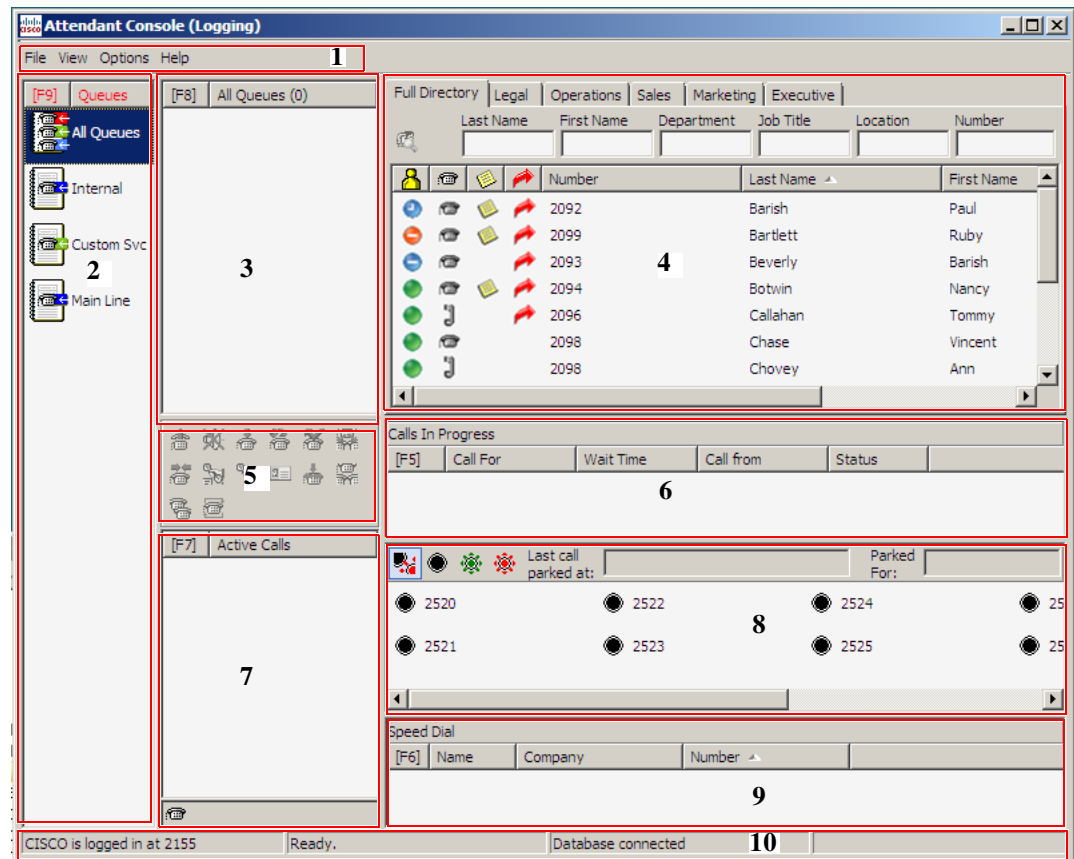 cisco Attendant Console (Logging)
File View Options Help 1
[F9] Queues
All Queues
Internal
Custom Svc
2
Main Line
[F8] All Queues (0)
3
Full Directory Legal Operations Sales Marketing Executive
Last Name First Name Department Job Title Location Number
Number Last Name First Name
2092 Barish Paul
2099 Bartlett Ruby
2093 Beverly Barish
4
2094 Botwin Nancy
2096 Callahan Tommy
2098 Chase Vincent
2098 Chovey Ann
5
Calls In Progress
[F5] Call For Wait Time Call from Status
6
[F7] Active Calls
7
Last call parked at: Parked For:
2520 2522 2524 25
8
2521 2523 2525 25
Speed Dial
[F6] Name Company Number
9
CISCO is logged in at 2155 Ready. Database connected 10